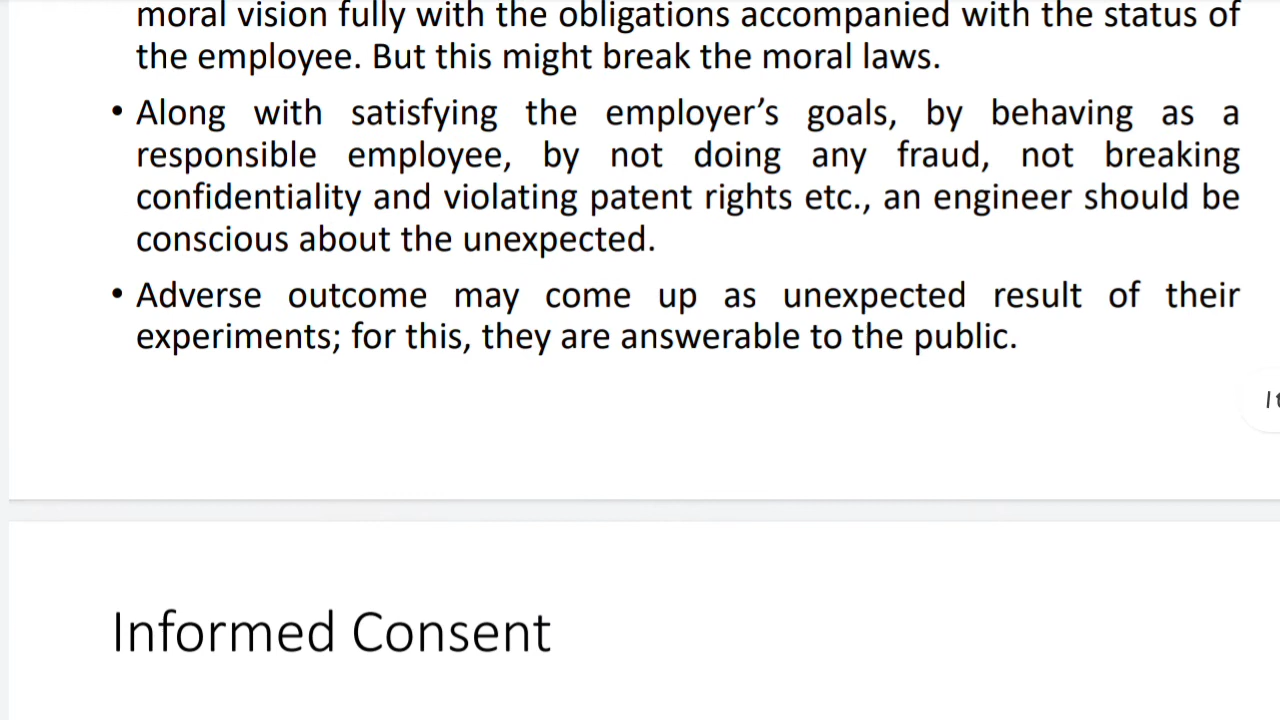 moral vision fully with the obligations accompanied with the status of
the employee. But this might break the moral laws.
• Along with satisfying the employer’s goals, by behaving as a
responsible employee, by not doing any fraud, not breaking
confidentiality and violating patent rights etc., an engineer should be
conscious about the unexpected.
• Adverse outcome may come up as unexpected result of their
experiments; for this, they are answerable to the public.
Informed Consent